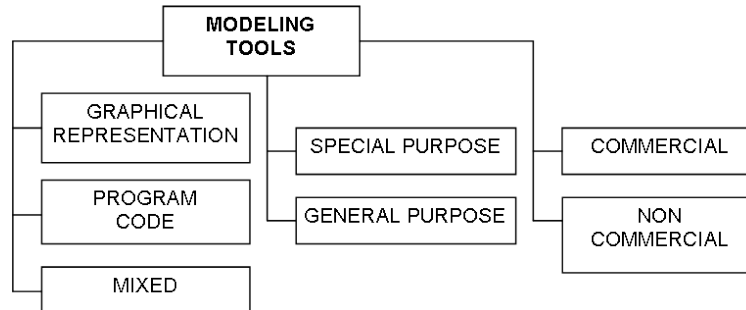 MODELING
TOOLS
GRAPHICAL
REPRESENTATION
PROGRAM
CODE
MIXED
SPECIAL PURPOSE
GENERAL PURPOSE
COMMERCIAL
NON
COMMERCIAL